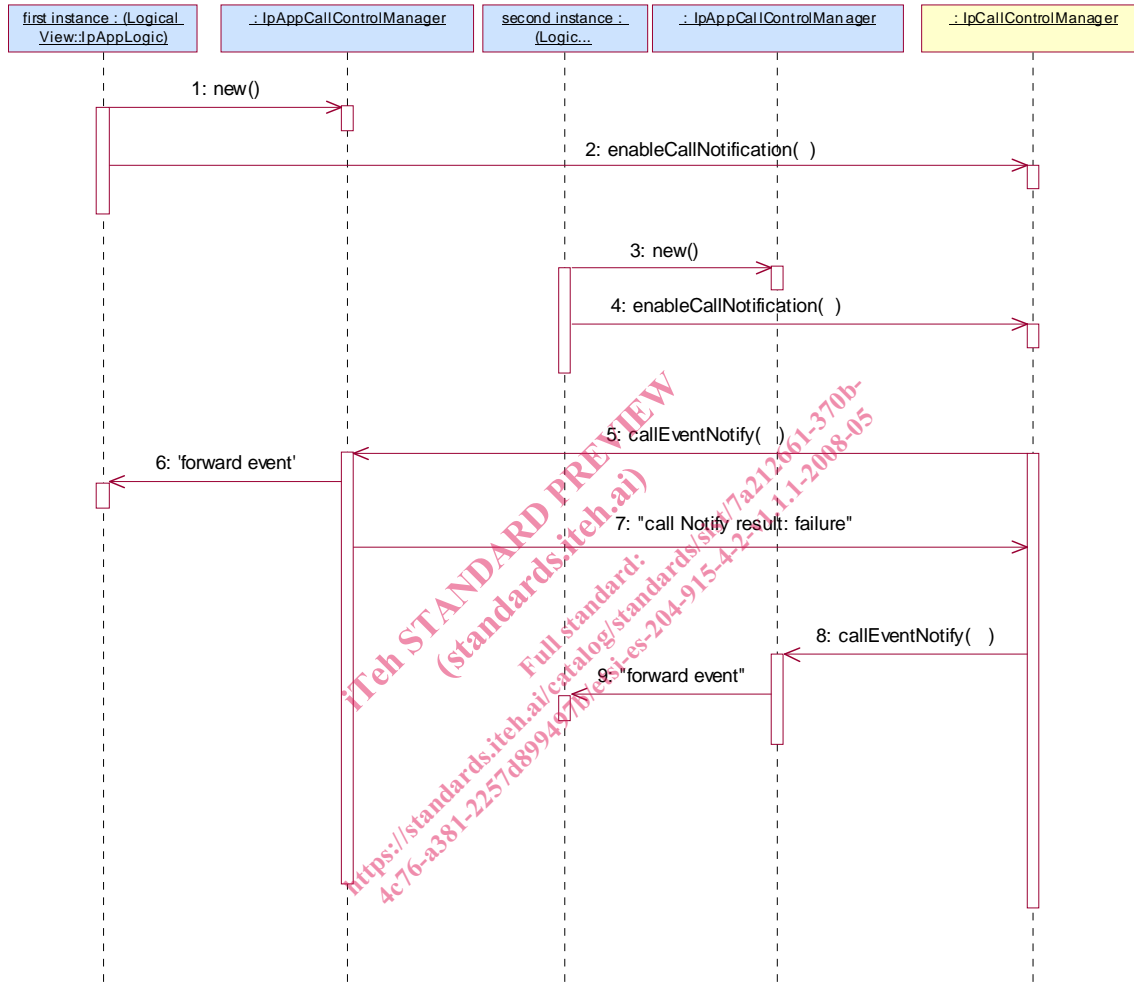 first instance : (Logical
View::IpAppLogic)
: IpAppCallControlManager
second instance :
(Logic...
: IpAppCallControlManager
: IpCallControlManager
1: new()
2: enableCallNotification(  )
3: new()
4: enableCallNotification(  )
5: callEventNotify(  )
6: 'forward event'
7: "call Notify result: failure"
8: callEventNotify(  )
9: "forward event"
iTeh STANDARD PREVIEW
(standards.iteh.ai)
Full standard:
https://standards.iteh.ai/catalog/standards/sist/7a212661-370b-
4c76-a381-2257d899497b/etsi-es-204-915-4-2-v1.1.1-2008-05